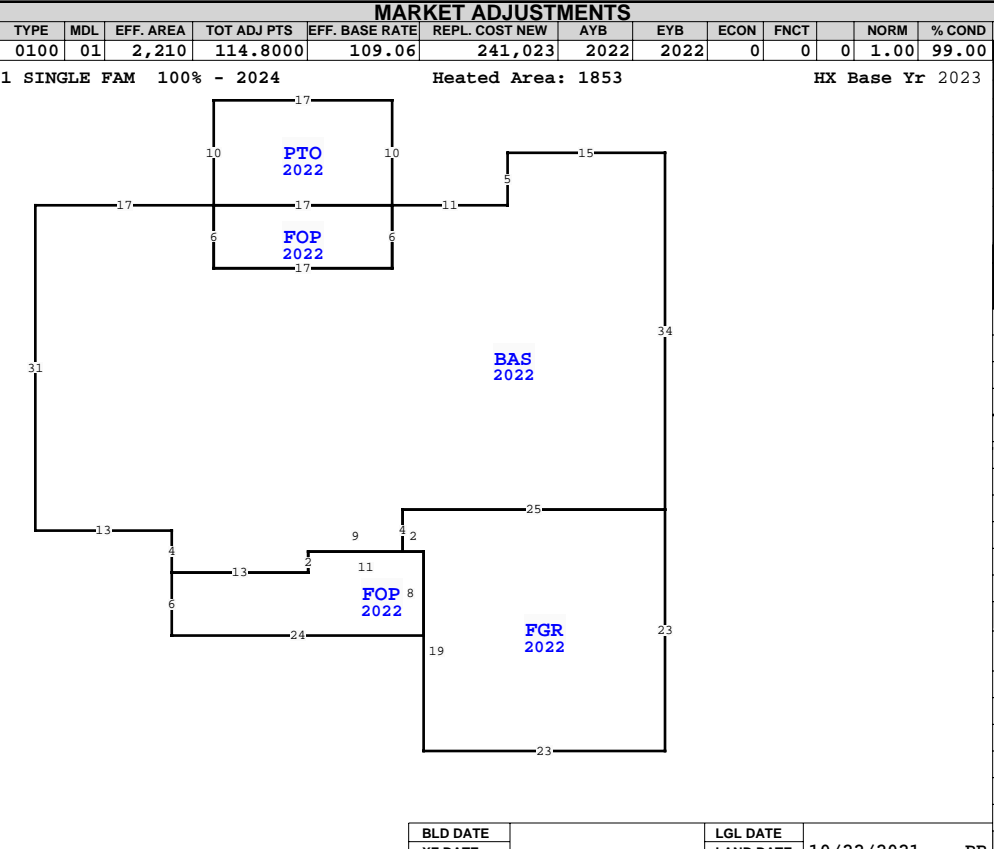 MARKET ADJUSTMENTS
TYPE MDL EFF. AREA TOT ADJ PTS EFF. BASE RATE REPL. COST NEW AYB EYB ECON FNCT NORM % COND
0100 01 2,210 114.8000 109.06 241,023 2022 2022 0 0 0 1.00 99.00
1 SINGLE FAM 100% - 2024 Heated Area: 1853 HX Base Yr 2023
17
10 PTO 10
2022
15
5
17 17 11
6 FOP 6
2022
17
34
31
BAS
2022
25
13
9 4 2
4
2
11
13
FOP 8
2022
6
24
FGR 23
2022
19
23
BLD DATE LGL DATE